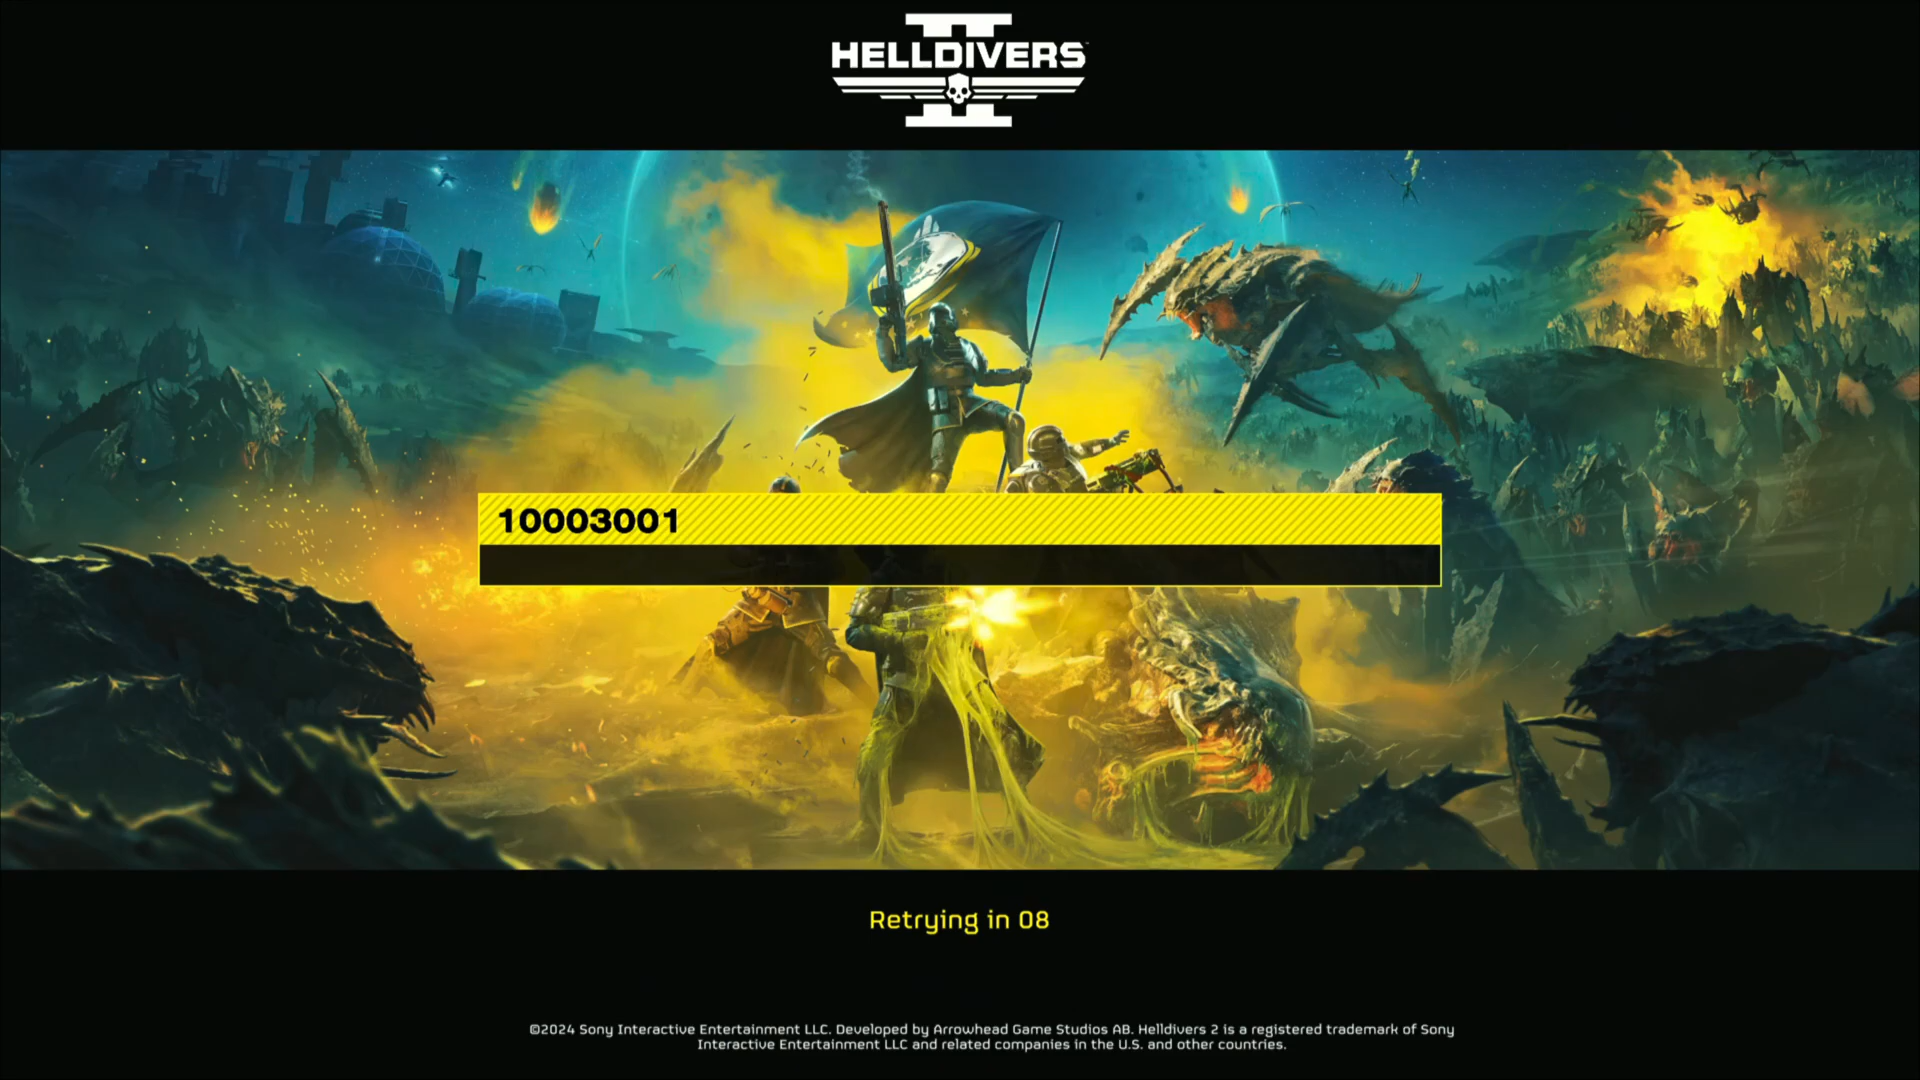 HELLDIVERS
II
10003001
Retrying in 08
©2024 Sony Interactive Entertainment LLC. Developed by Arrowhead Game Studios AB. Helldivers 2 is a registered trademark of Sony
Interactive Entertainment LLC and related companies in the U.S. and other countries.